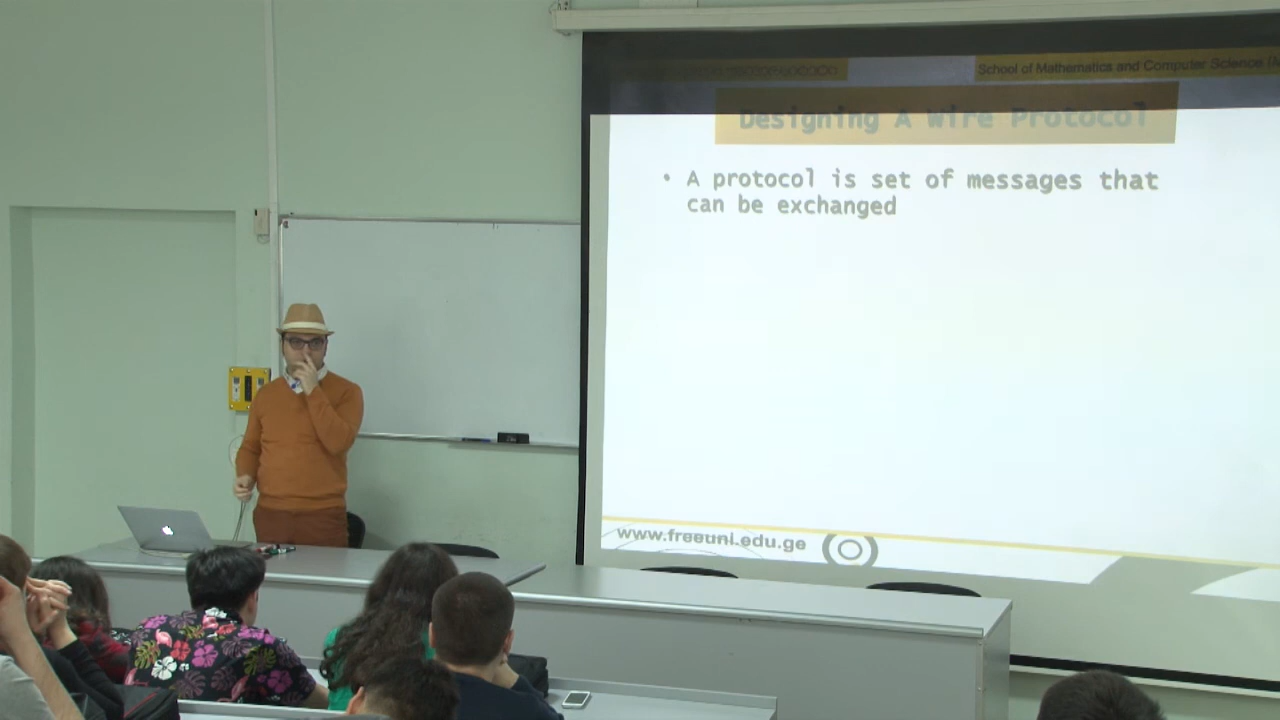 School of Mathematics and Computer Science
Designing A Wire Protocol
• A protocol is set of messages that
can be exchanged
www.freeuni.edu.ge